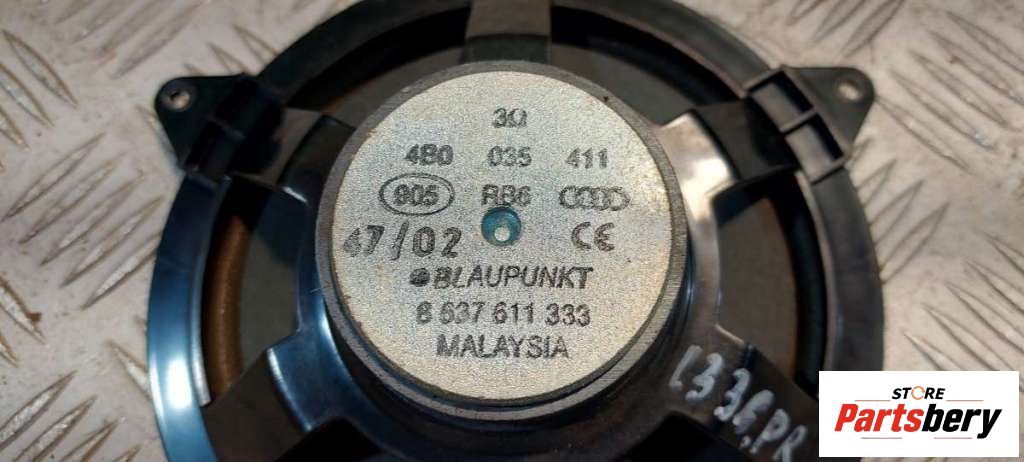 3Ω
4B0 035 411
905 RB6
47/02 CE
BLAUPUNKT
8 637 611 333
MALAYSIA
STORE
Partsbery